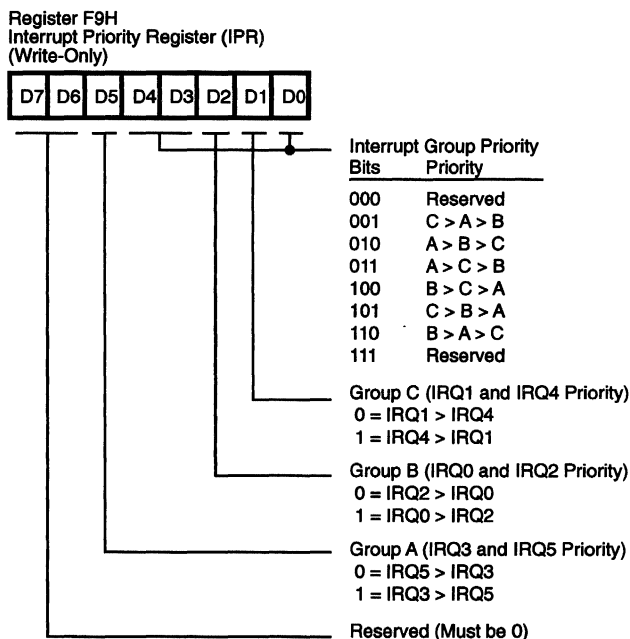 Register F9H
Interrupt Priority Register (IPR)
(Write-Only)
D7 D6 D5 D4 D3 D2 D1 D0
Interrupt Group Priority
Bits Priority
000 Reserved
001 C > A > B
010 A > B > C
011 A > C > B
100 B > C > A
101 C > B > A
110 B > A > C
111 Reserved
Group C (IRQ1 and IRQ4 Priority)
0 = IRQ1 > IRQ4
1 = IRQ4 > IRQ1
Group B (IRQ0 and IRQ2 Priority)
0 = IRQ2 > IRQ0
1 = IRQ0 > IRQ2
Group A (IRQ3 and IRQ5 Priority)
0 = IRQ5 > IRQ3
1 = IRQ3 > IRQ5
Reserved (Must be 0)